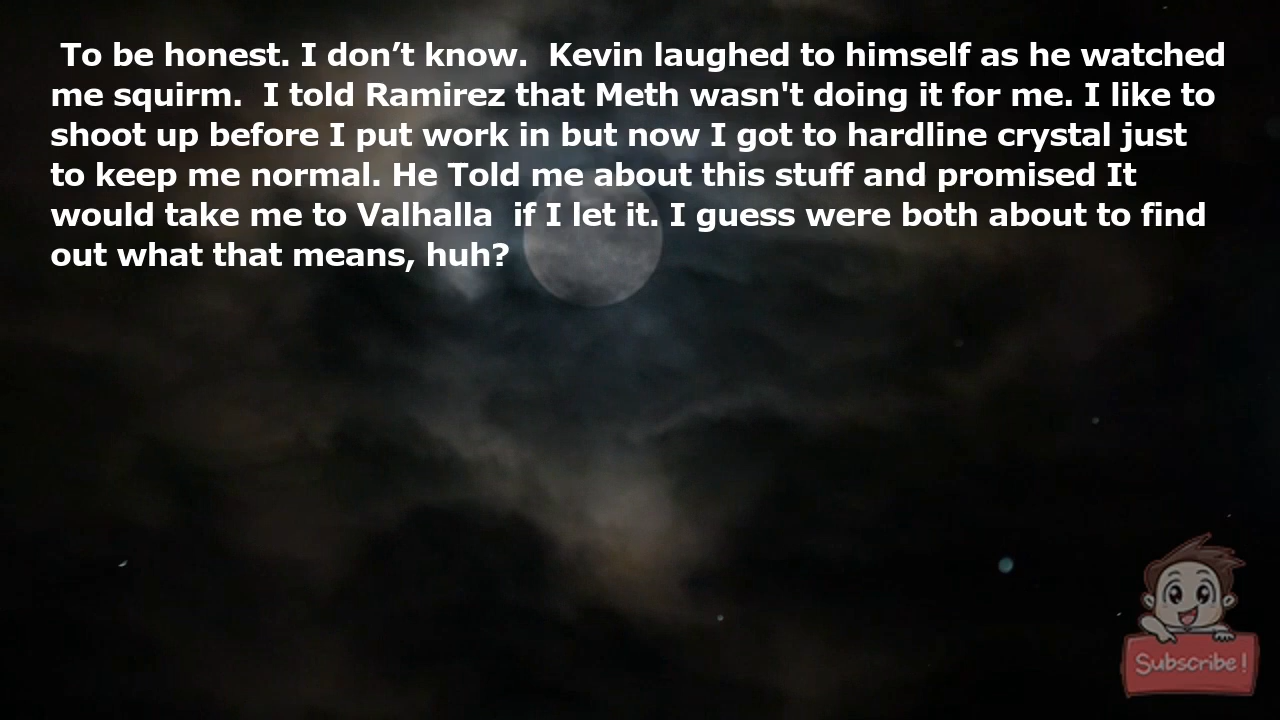 To be honest. I don’t know.  Kevin laughed to himself as he watched
me squirm.  I told Ramirez that Meth wasn't doing it for me. I like to
shoot up before I put work in but now I got to hardline crystal just
to keep me normal. He Told me about this stuff and promised It
would take me to Valhalla  if I let it. I guess were both about to find
out what that means, huh?
Subscribe!